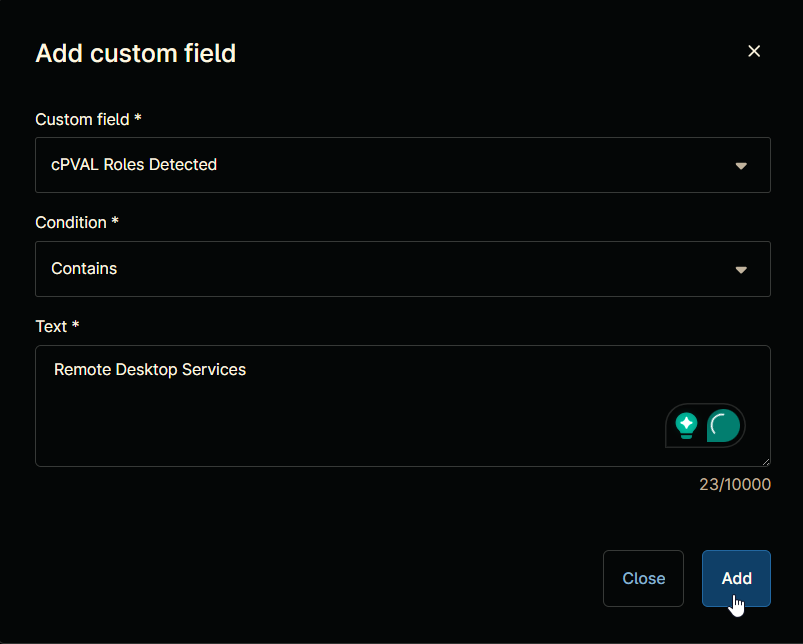 Add custom field
Custom field *
cPVAL Roles Detected
Condition *
Contains
Text *
Remote Desktop Services
23/10000
Close
Add